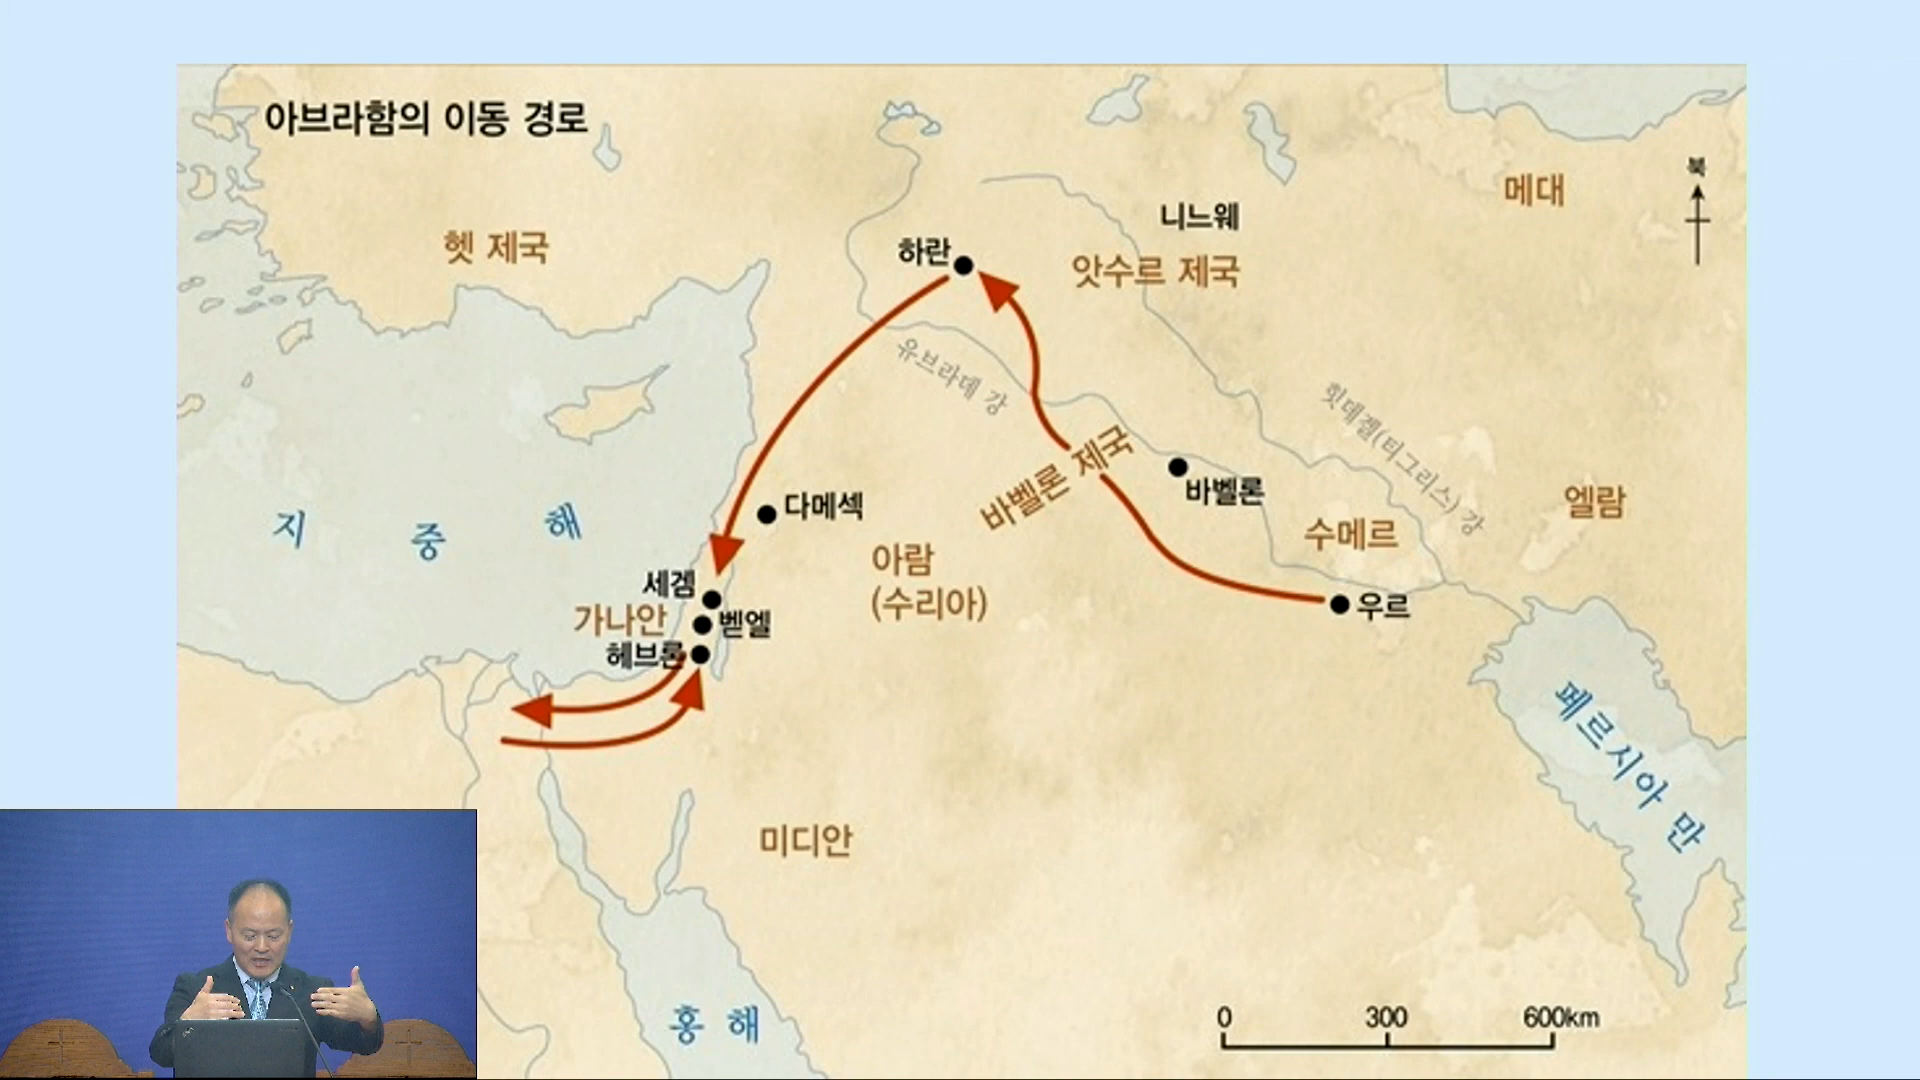 아브라함의 이동 경로
북
메대
니느웨
헷 제국
하란
앗수르 제국
유브라데 강
힛데겔(티그리스) 강
바벨론 제국
바벨론
다메섹
엘람
지 중 해
수메르
아람
(수리아)
세겜
가나안
벧엘
우르
헤브론
페르시아 만
미디안
홍 해
0 300 600km